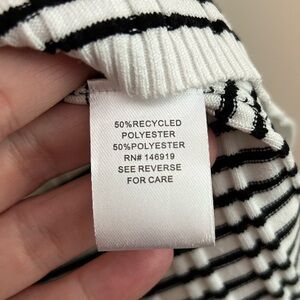 50%RECYCLED
POLYESTER
50%POLYESTER
RN# 146919
SEE REVERSE
FOR CARE